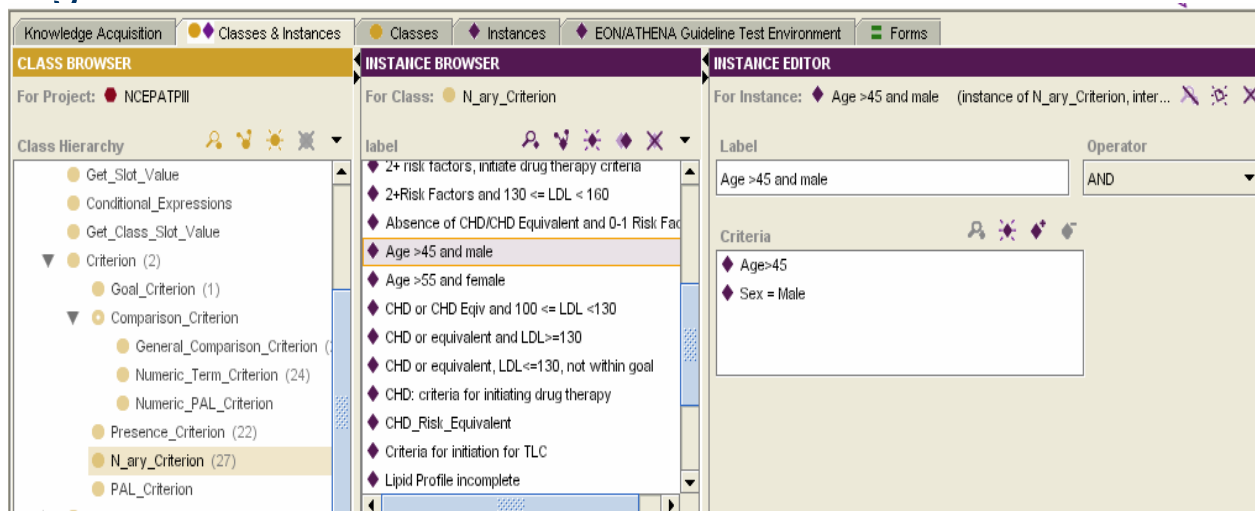 Knowledge Acquisition Classes & Instances Classes Instances EON/ATHENA Guideline Test Environment Forms
CLASS BROWSER
For Project: NCEPATPIII
Class Hierarchy
Get_Slot_Value
Conditional_Expressions
Get_Class_Slot_Value
Criterion (2)
Goal_Criterion (1)
Comparison_Criterion
General_Comparison_Criterion
Numeric_Term_Criterion (24)
Numeric_PAL_Criterion
Presence_Criterion (22)
N_ary_Criterion (27)
PAL_Criterion
INSTANCE BROWSER
For Class: N_ary_Criterion
label
2+ risk factors, initiate drug therapy criteria
2+Risk Factors and 130 <= LDL < 160
Absence of CHD/CHD Equivalent and 0-1 Risk Fac
Age >45 and male
Age >55 and female
CHD or CHD Eqiv and 100 <= LDL <130
CHD or equivalent and LDL>=130
CHD or equivalent, LDL<=130, not within goal
CHD: criteria for initiating drug therapy
CHD_Risk_Equivalent
Criteria for initiation for TLC
Lipid Profile incomplete
INSTANCE EDITOR
For Instance: Age >45 and male (instance of N_ary_Criterion, inter...
Label Operator
Age >45 and male AND
Criteria
Age>45
Sex = Male